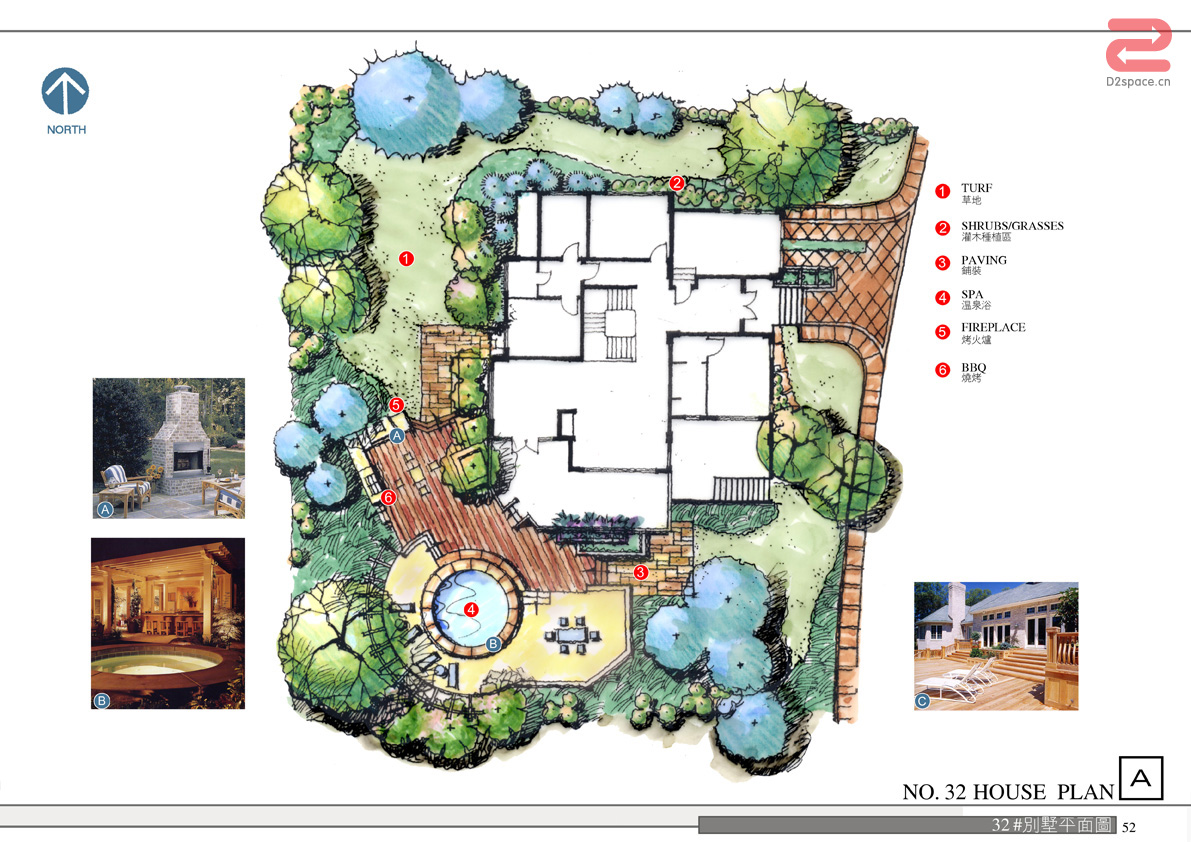 D2space.cn
NORTH
1 TURF
草地
2 SHRUBS/GRASSES
灌木種植區
3 PAVING
鋪裝
4 SPA
溫泉浴
5 FIREPLACE
烤火爐
6 BBQ
燒烤
2
1
5
A
6
3
4
B
A
B
C
NO. 32 HOUSE PLAN A
32#別墅平面圖 52